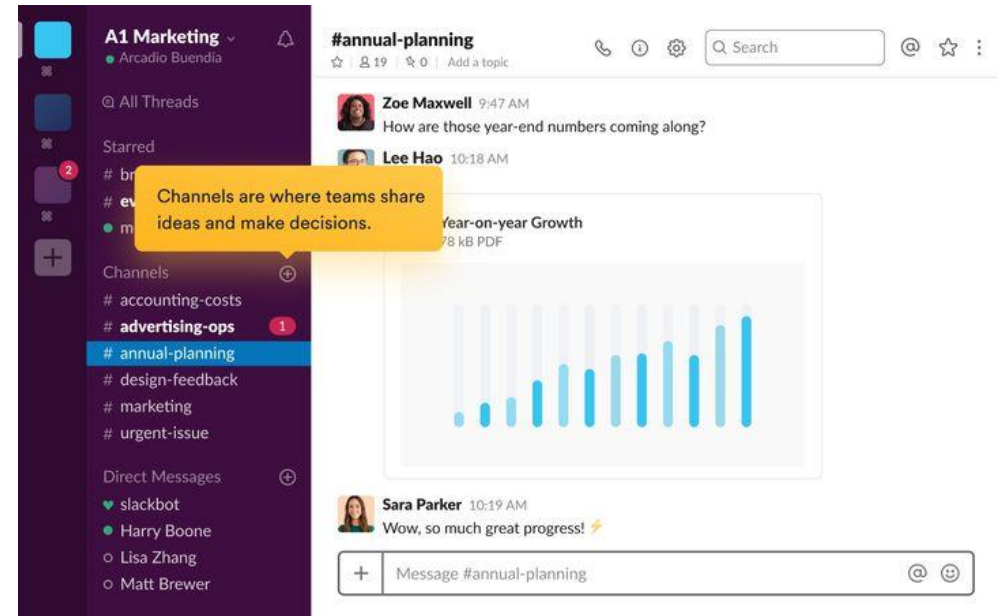 A1 Marketing
Arcadio Buendía
All Threads
Starred
# br
# ev
m
Channels are where teams share
ideas and make decisions.
Channels
# accounting-costs
# advertising-ops 1
# annual-planning
# design-feedback
# marketing
# urgent-issue
Direct Messages
slackbot
Harry Boone
Lisa Zhang
Matt Brewer
2
#annual-planning
19 | 0 | Add a topic
Search
Zoe Maxwell 9:47 AM
How are those year-end numbers coming along?
Lee Hao 10:18 AM
Year-on-year Growth
78 kB PDF
Sara Parker 10:19 AM
Wow, so much great progress! ⚡
+ Message #annual-planning